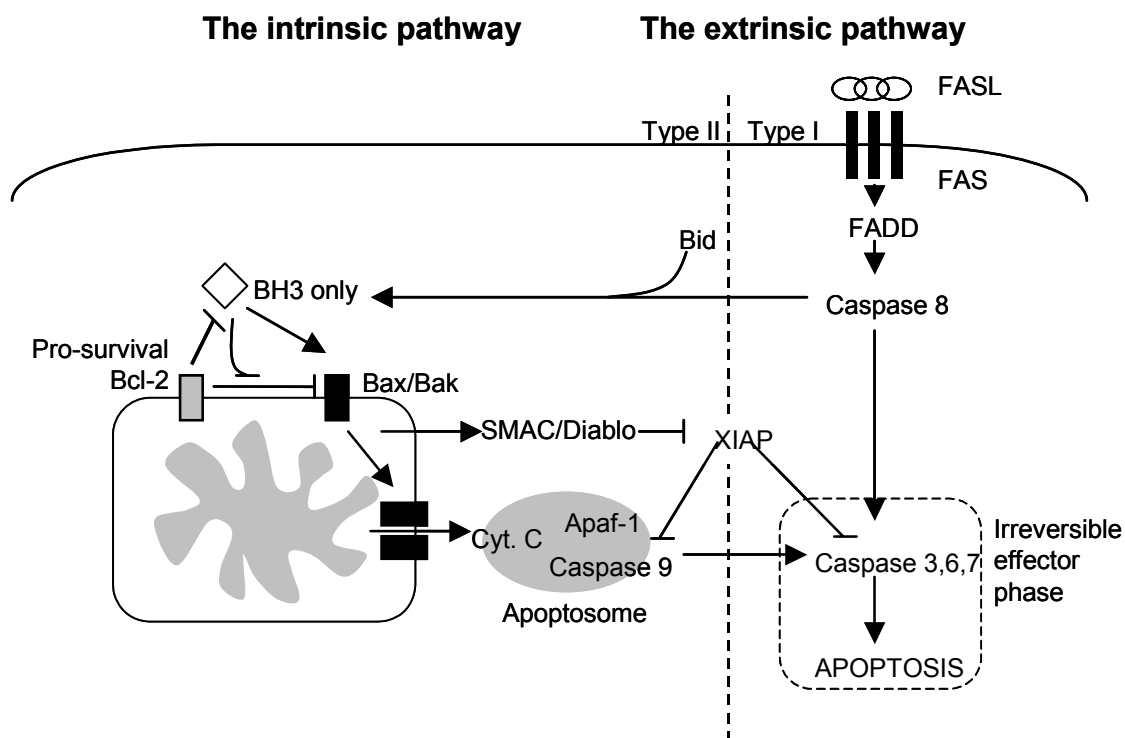 The intrinsic pathway
The extrinsic pathway
FASL
Type II
Type I
FAS
FADD
Bid
BH3 only
Caspase 8
Pro-survival
Bcl-2
Bax/Bak
SMAC/Diablo
XIAP
Cyt. C
Apaf-1
Caspase 9
Apoptosome
Caspase 3,6,7
Irreversible
effector
phase
APOPTOSIS